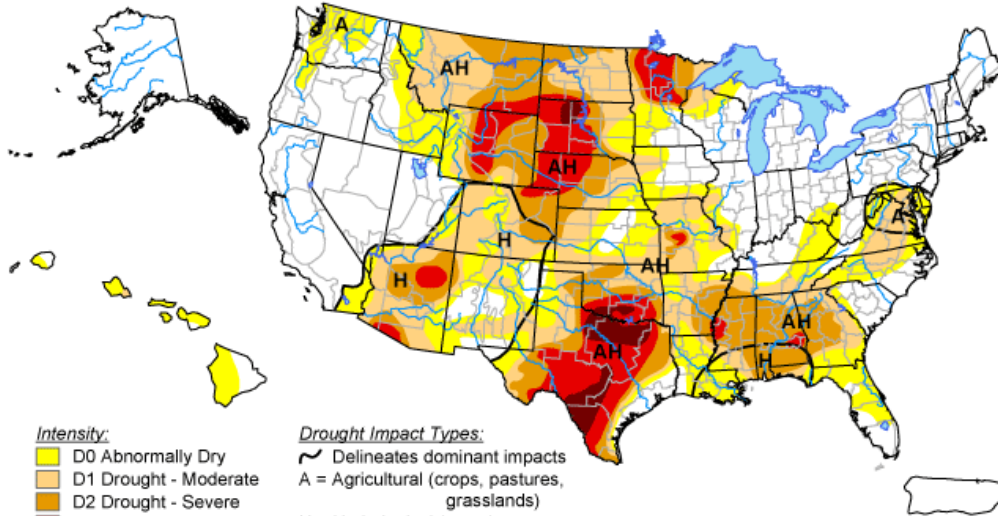 A
AH
AH
H
H
AH
AH
AH
H
A
Intensity:
D0 Abnormally Dry
D1 Drought - Moderate
D2 Drought - Severe
Drought Impact Types:
Delineates dominant impacts
A = Agricultural (crops, pastures,
grasslands)